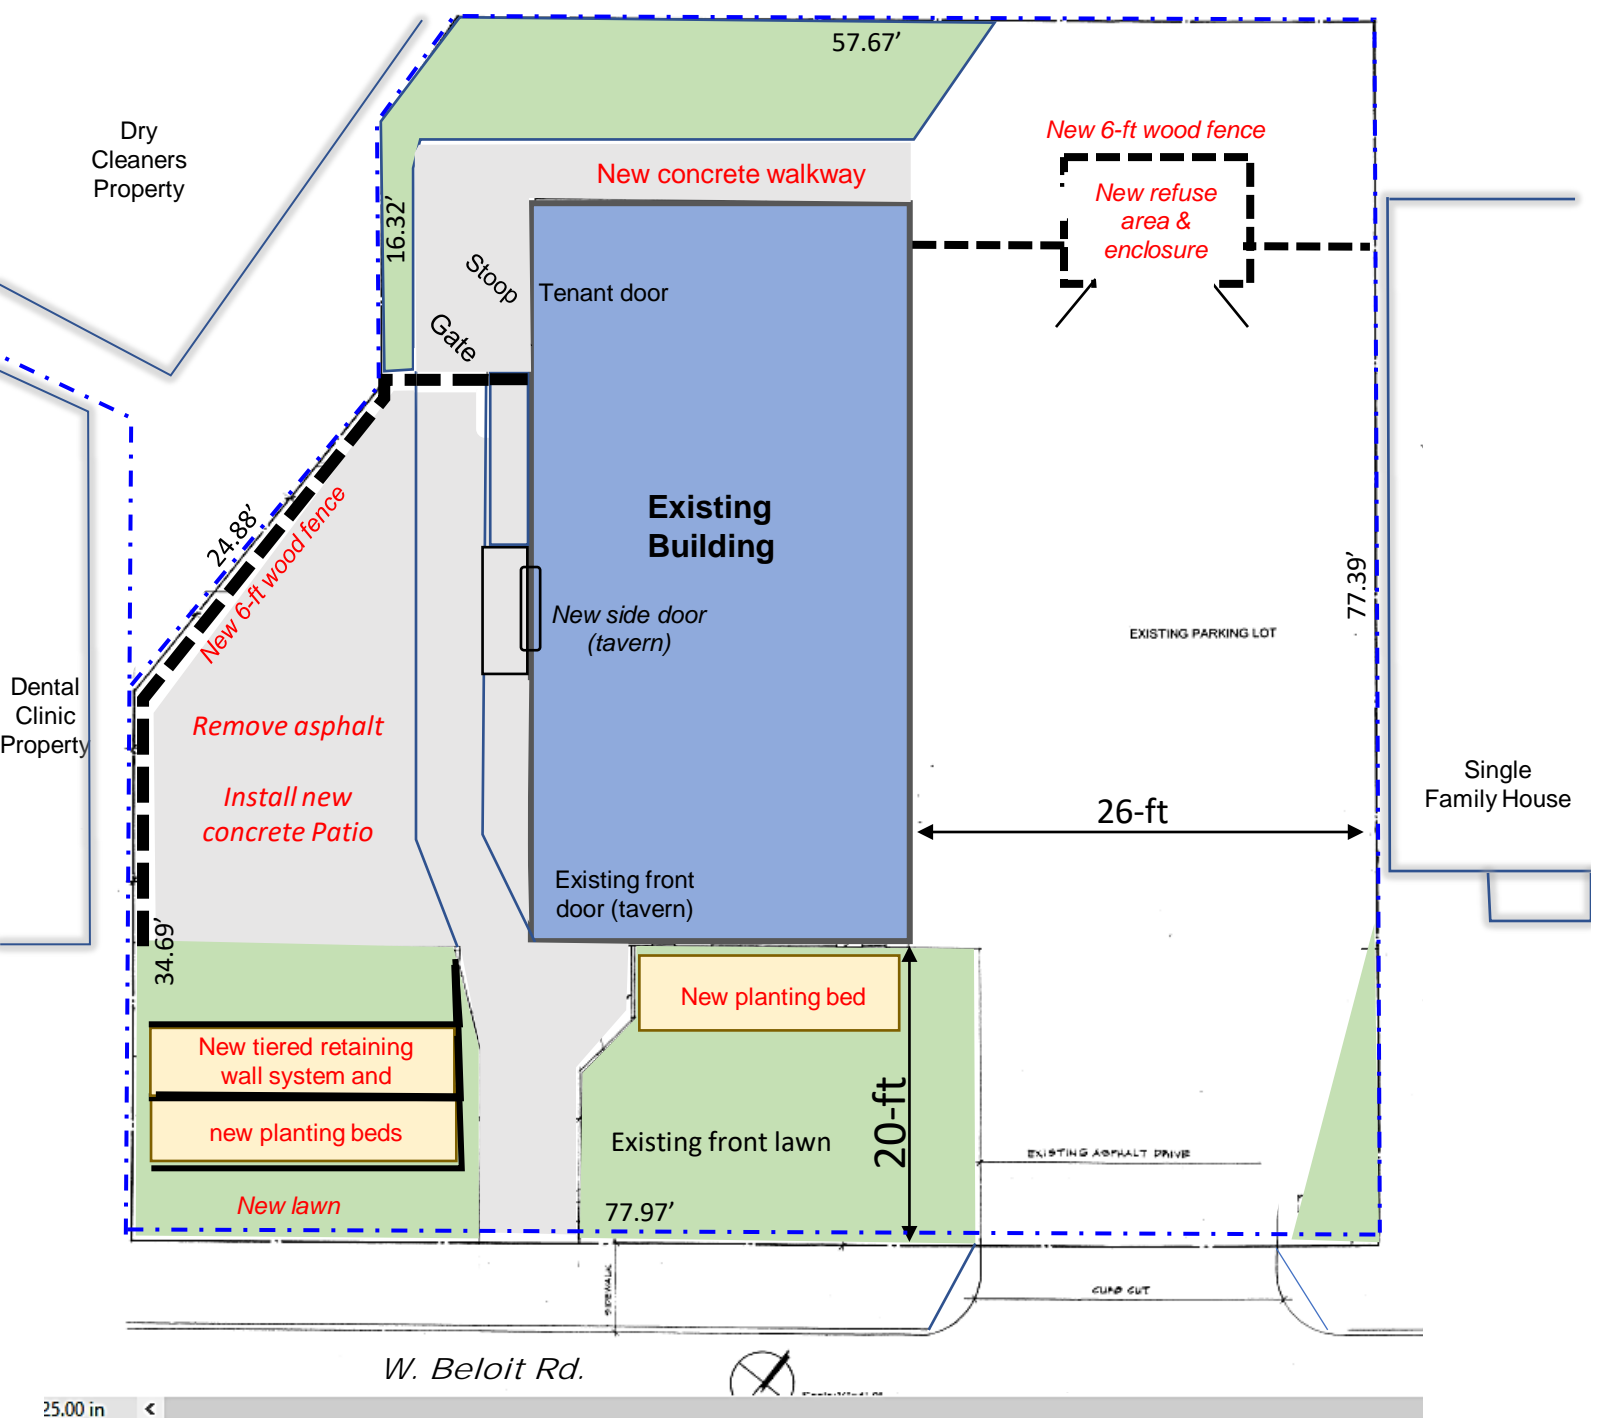 57.67’
Dry
Cleaners
Property
New 6-ft wood fence
New concrete walkway
New refuse
area &
enclosure
16.32’
Stoop
Tenant door
Gate
Existing
Building
24.88’
New 6-ft wood fence
77.39’
New side door
(tavern)
EXISTING PARKING LOT
Dental
Clinic
Property
Remove asphalt
Install new
concrete Patio
26-ft
Single
Family House
Existing front
door (tavern)
34.69’
New planting bed
New tiered retaining
wall system and
new planting beds
20-ft
Existing front lawn
EXISTING ASPHALT DRIVE
New lawn
77.97’
SIDEWALK
CURB CUT
W. Beloit Rd.
25.00 in
<